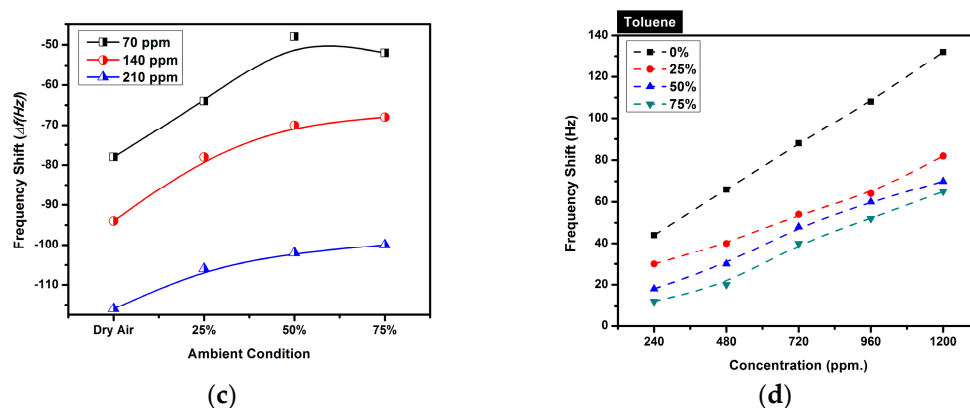 70 ppm
140 ppm
210 ppm
-50
-60
-70
-80
-90
-100
-110
Frequency Shift (Δf(Hz))
Dry Air 25% 50% 75%
Ambient Condition
(c)
Toluene
0%
25%
50%
75%
140
120
100
80
60
40
20
0
Frequency Shift (Hz)
240 480 720 960 1200
Concentration (ppm.)
(d)